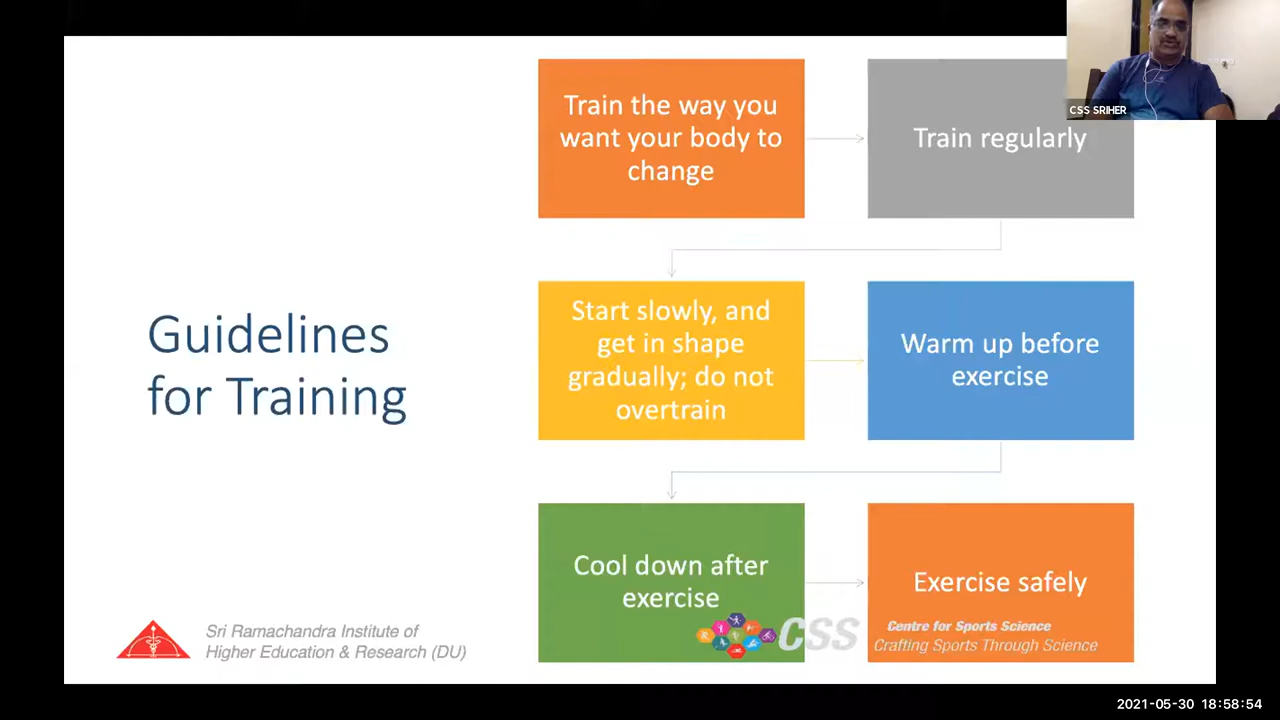 CSS SRIHER
Train the way you
want your body to
change
Train regularly
Start slowly, and
get in shape
gradually; do not
overtrain
Warm up before
exercise
Guidelines
for Training
Cool down after
exercise
Exercise safely
Sri Ramachandra Institute of
Higher Education & Research (DU)
CSS
Centre for Sports Science
Crafting Sports Through Science
2021-05-30 18:58:54